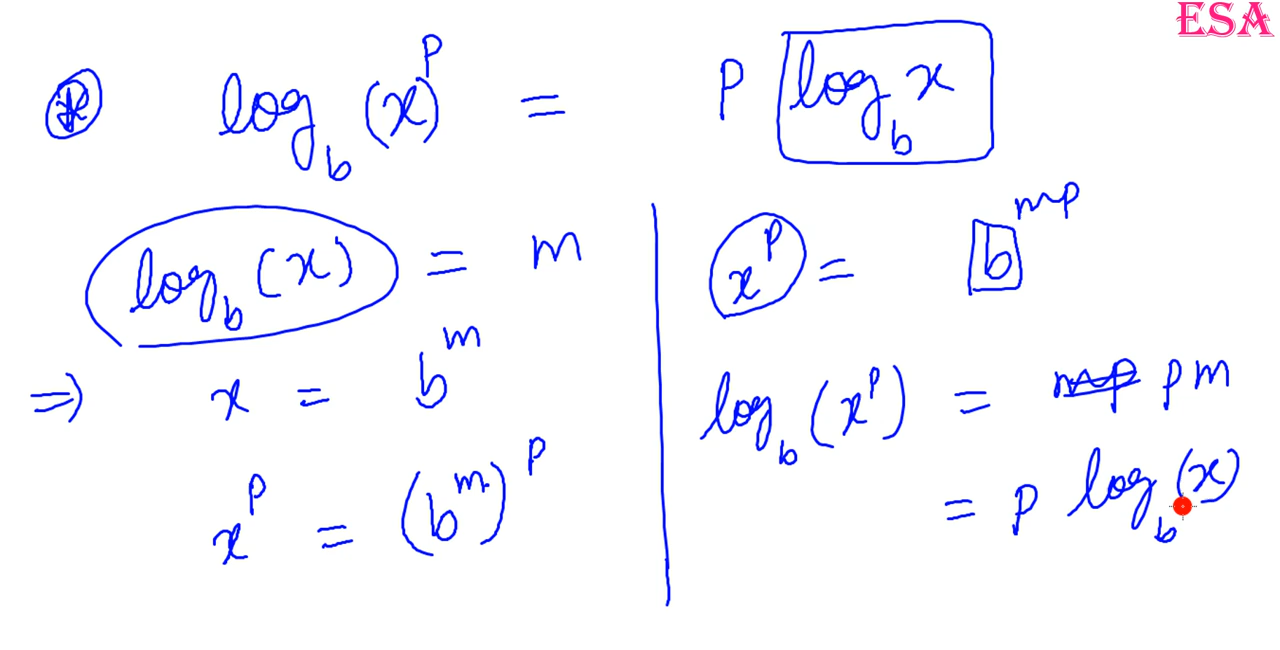 ESA
log_b (x)^p = p log_b x
log_b (x) = m
⇒ x = b^m
x^p = (b^m)^p
x^p = b^mp
log_b (x^p) = ~~mp~~ pm
= p log_b (x)